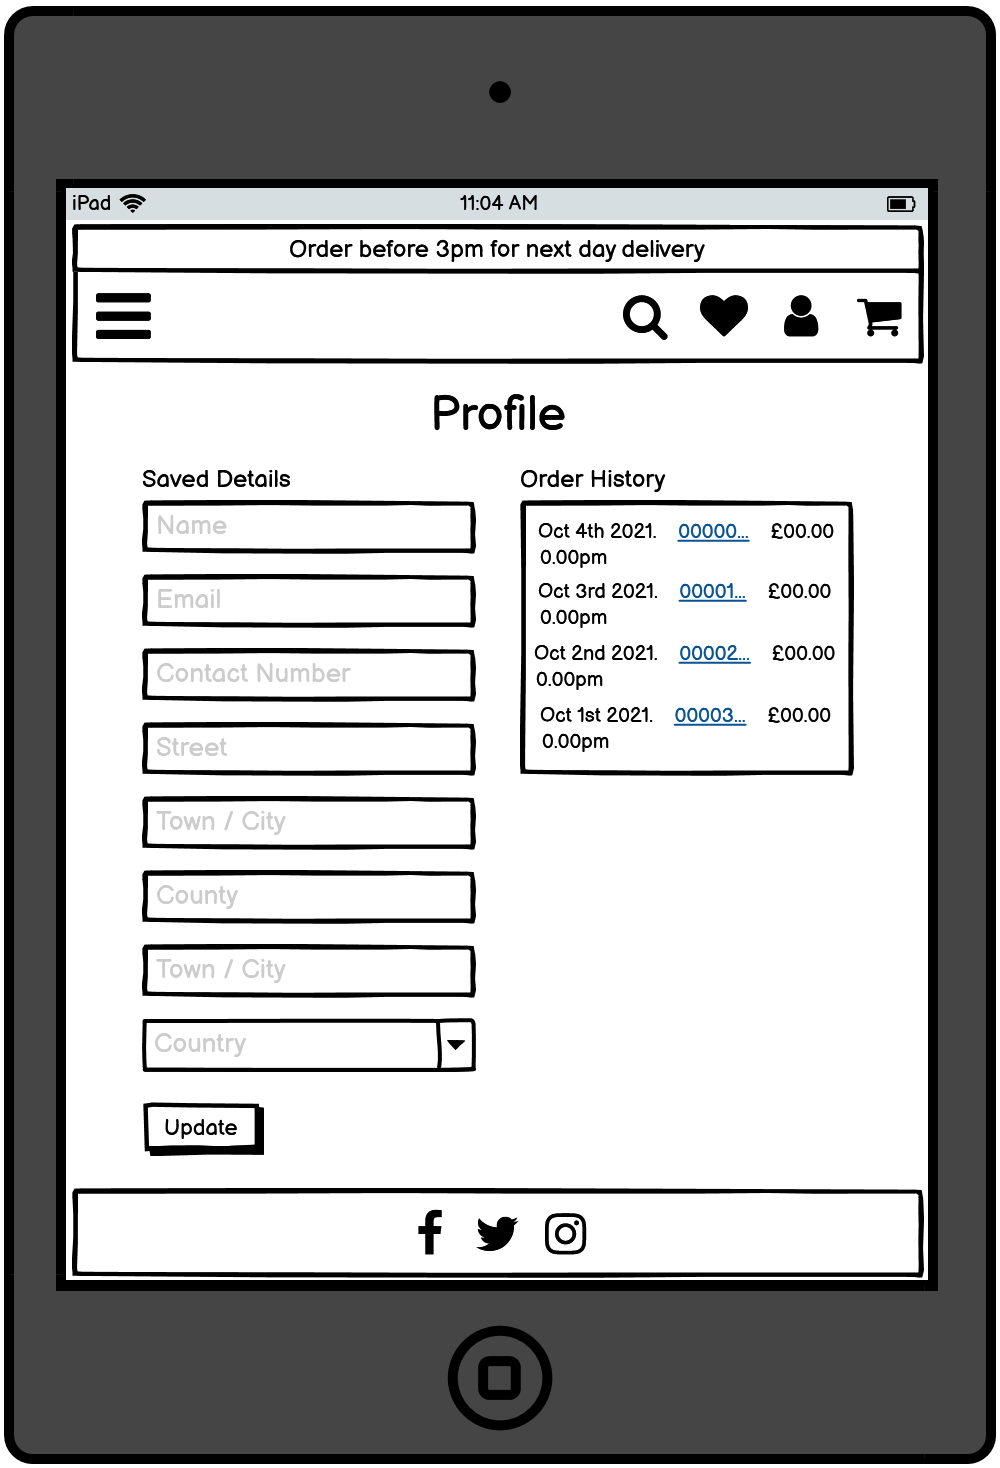 iPad 11:04 AM
Order before 3pm for next day delivery
Profile
Saved Details
Name
Email
Contact Number
Street
Town / City
County
Town / City
Country
Update
Order History
Oct 4th 2021. 00000... £00.00
0.00pm
Oct 3rd 2021. 00001... £00.00
0.00pm
Oct 2nd 2021. 00002... £00.00
0.00pm
Oct 1st 2021. 00003... £00.00
0.00pm